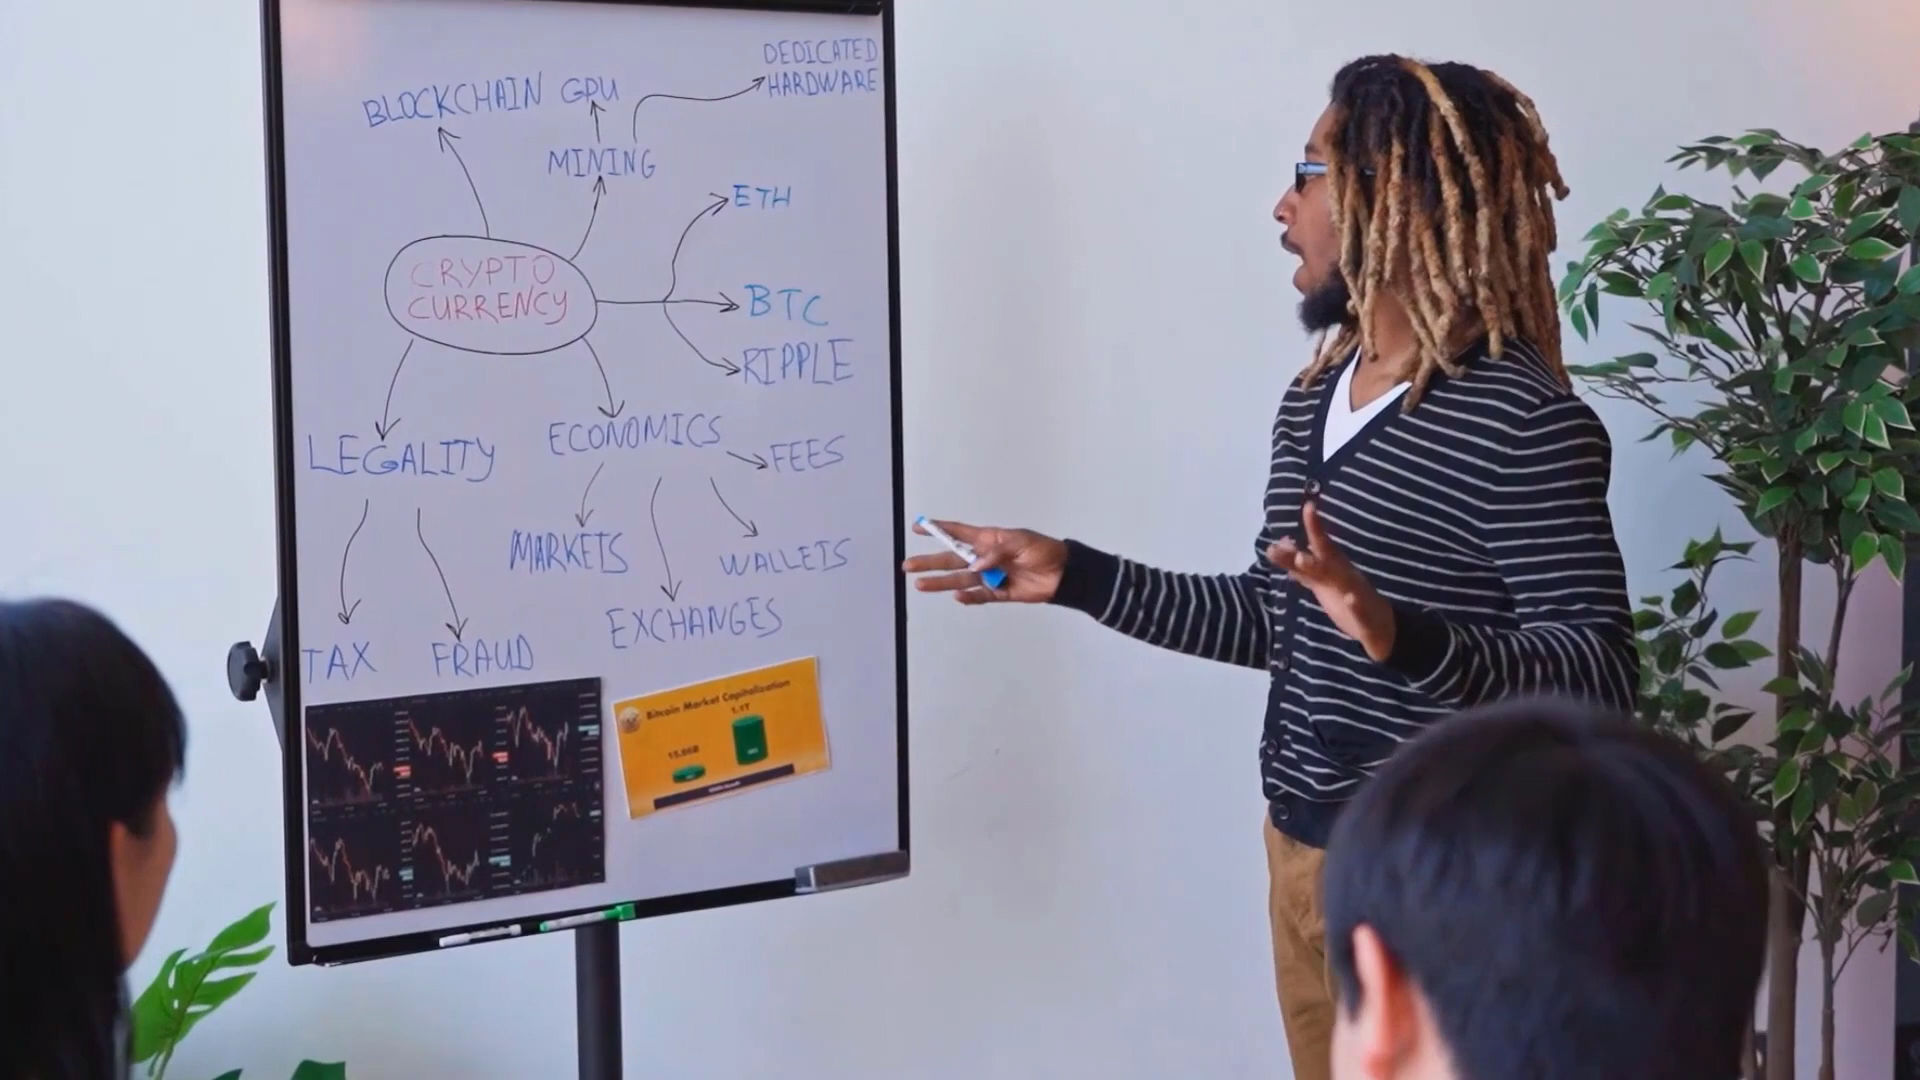 DEDICATED
HARDWARE
BLOCKCHAIN GPU
MINING
ETH
CRYPTO
CURRENCY
BTC
RIPPLE
LEGALITY
ECONOMICS
FEES
MARKETS
WALLETS
EXCHANGES
TAX
FRAUD
Bitcoin Market Capitalization
1.1T